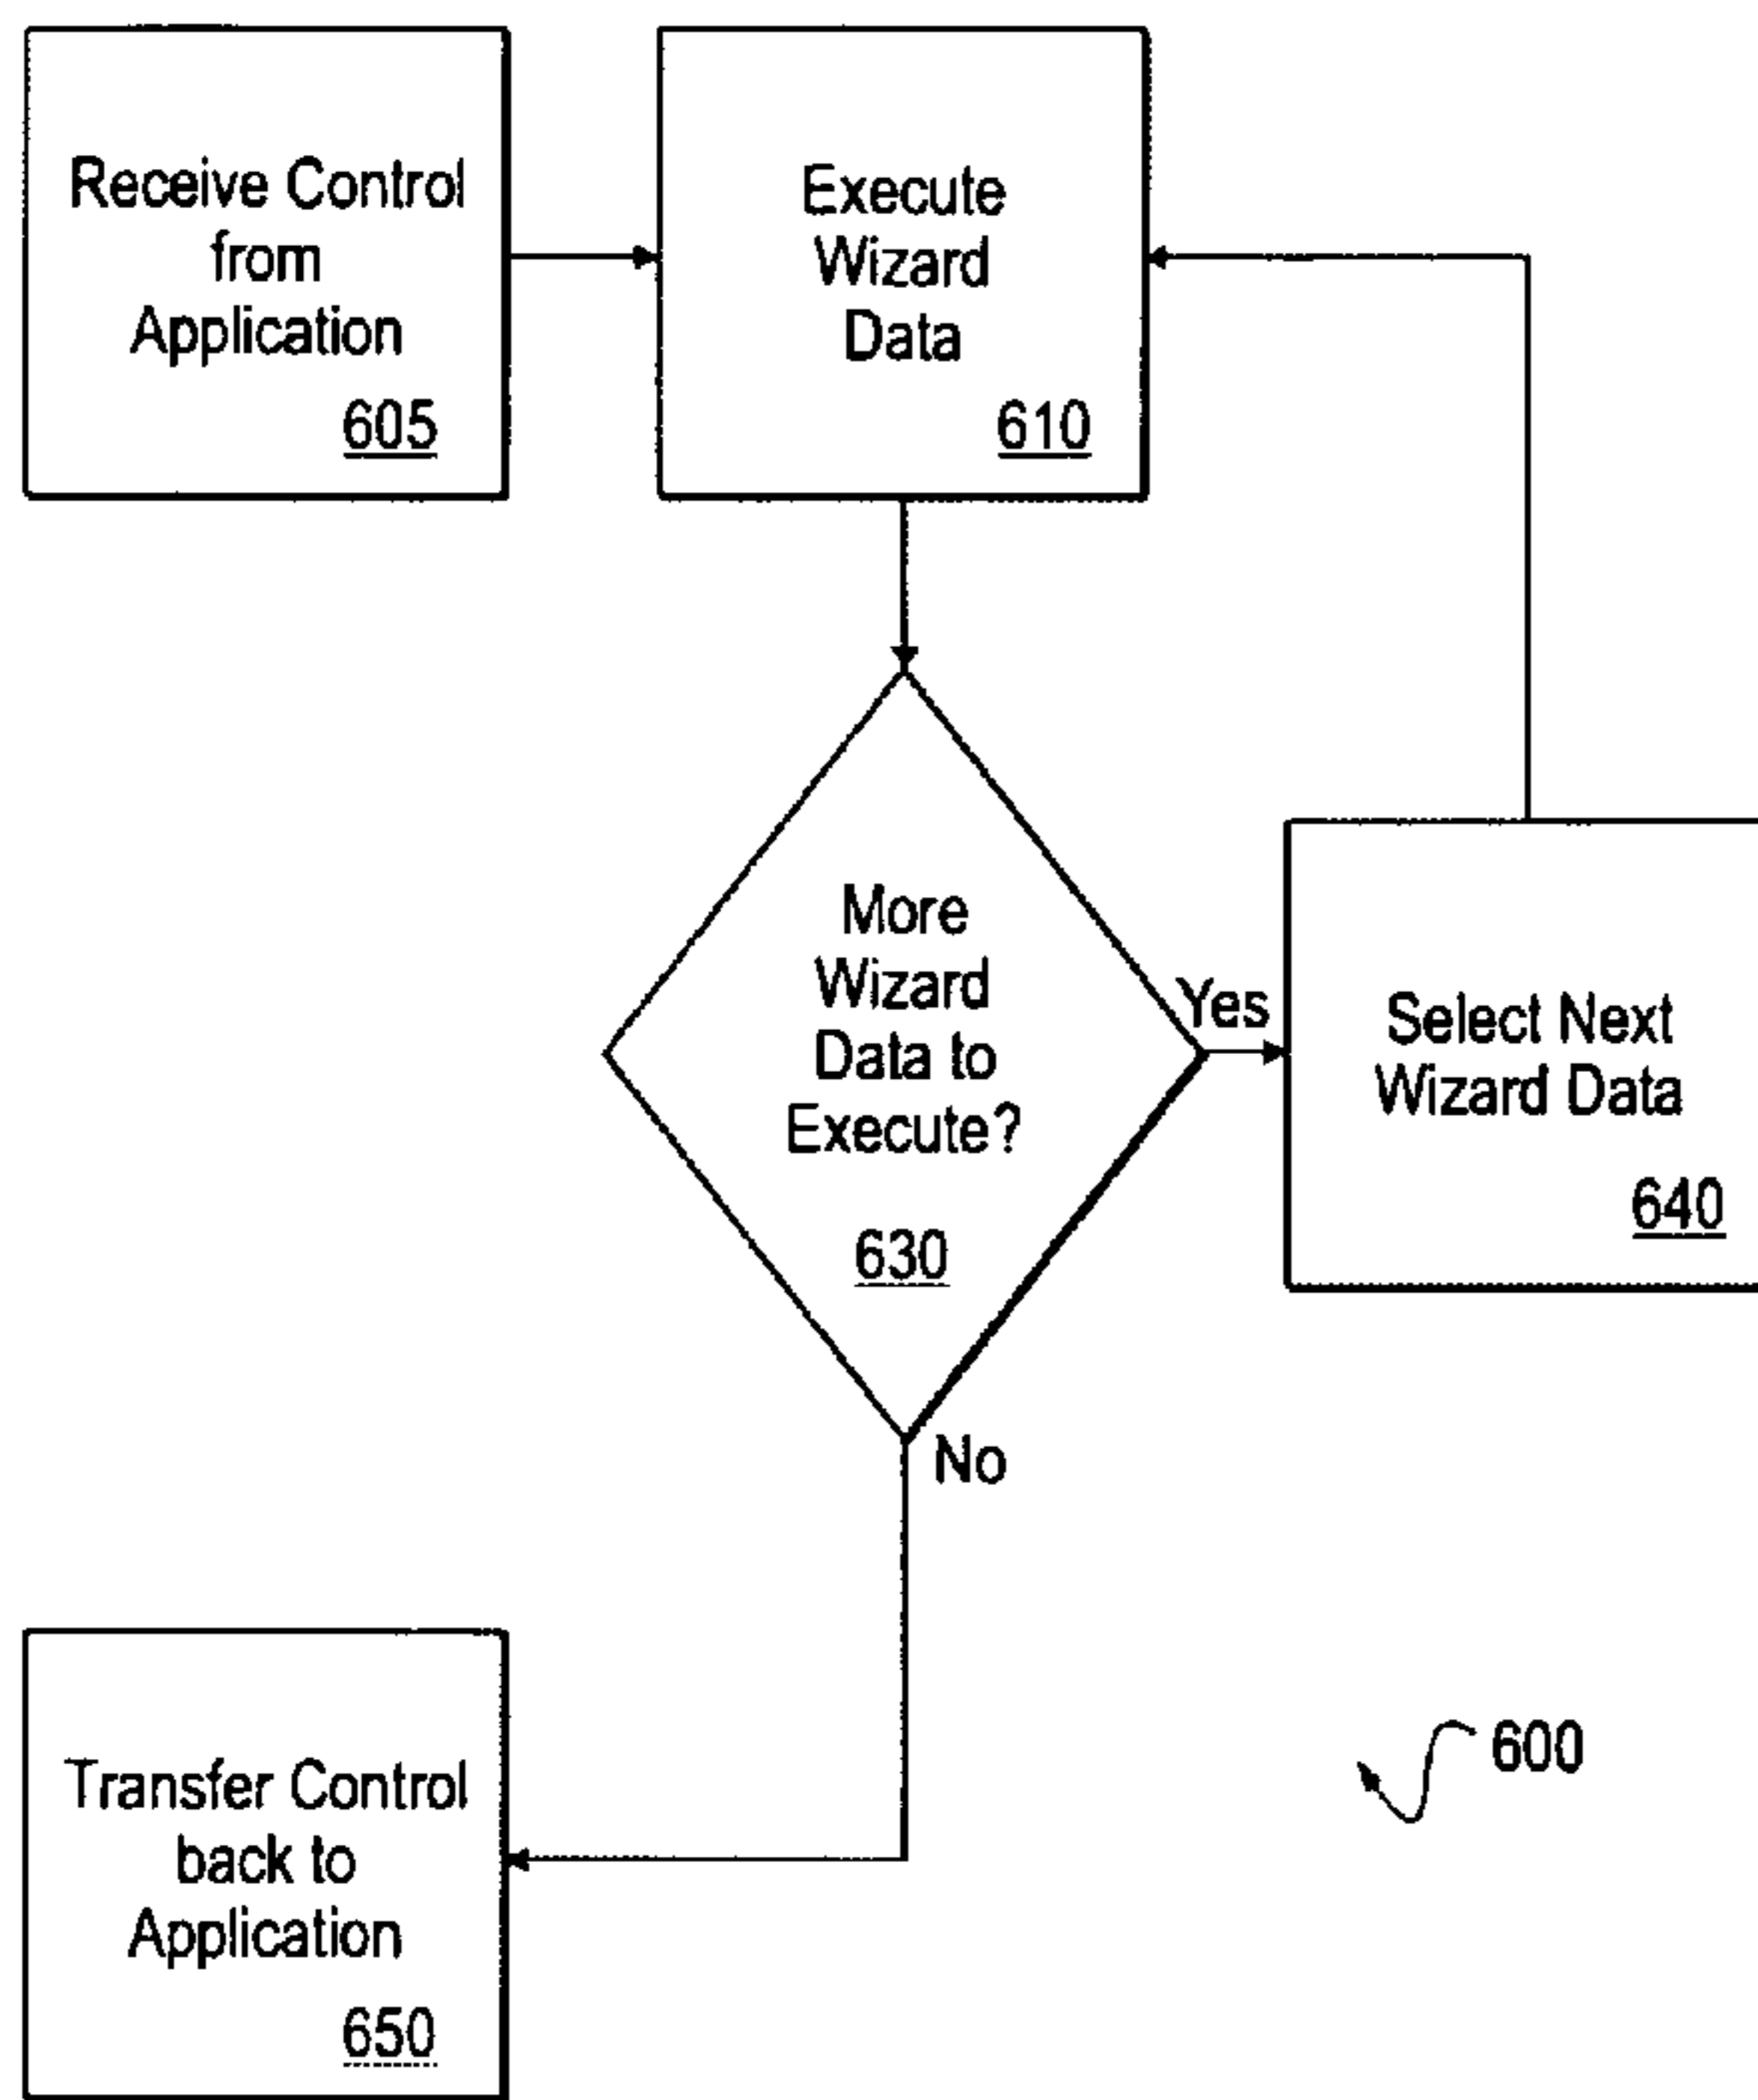 Receive Control
from
Application
605
Execute
Wizard
Data
610
More
Wizard
Data to
Execute?
630
Yes
Select Next
Wizard Data
640
No
Transfer Control
back to
Application
650
600